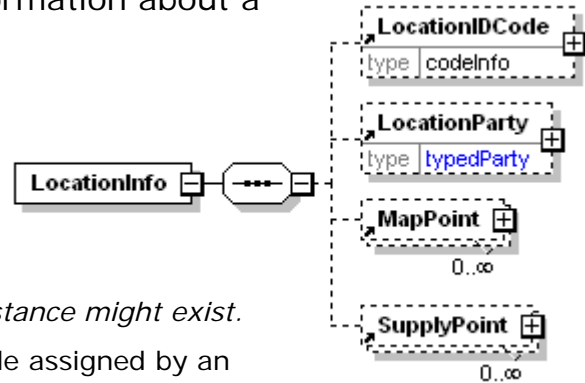 ormation about a
LocationIDCode
type codeInfo
LocationParty
type typedParty
LocationInfo
MapPoint
0..∞
stance might exist.
SupplyPoint
le assigned by an
0..∞